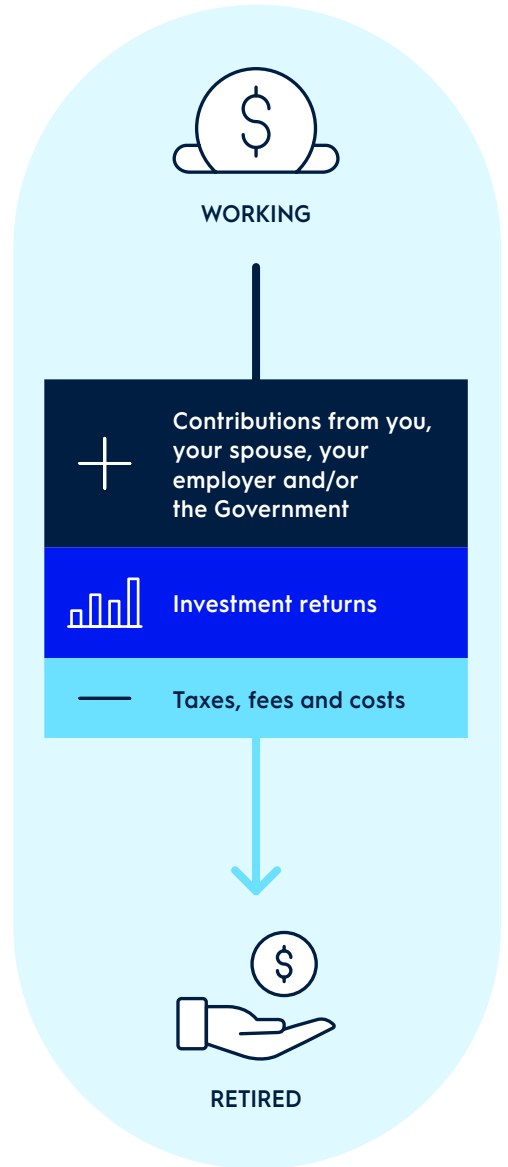 $
WORKING
Contributions from you,
your spouse, your
employer and/or
the Government
Investment returns
Taxes, fees and costs
$
RETIRED